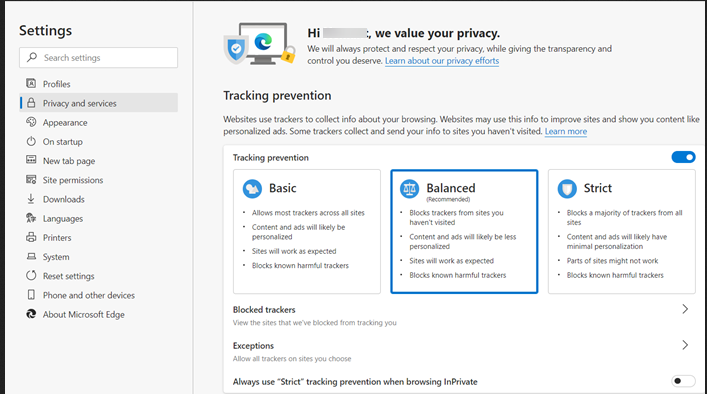 Settings
Search settings
Profiles
Privacy and services
Appearance
On startup
New tab page
Site permissions
Downloads
Languages
Printers
System
Reset settings
Phone and other devices
About Microsoft Edge
Hi , we value your privacy.
We will always protect and respect your privacy, while giving the transparency and
control you deserve. Learn about our privacy efforts
Tracking prevention
Websites use trackers to collect info about your browsing. Websites may use this info to improve sites and show you content like
personalized ads. Some trackers collect and send your info to sites you haven't visited. Learn more
Tracking prevention
Basic
Allows most trackers across all sites
Content and ads will likely be
personalized
Sites will work as expected
Blocks known harmful trackers
Balanced
(Recommended)
Blocks trackers from sites you
haven't visited
Content and ads will likely be less
personalized
Sites will work as expected
Blocks known harmful trackers
Strict
Blocks a majority of trackers from all
sites
Content and ads will likely have
minimal personalization
Parts of sites might not work
Blocks known harmful trackers
Blocked trackers
View the sites that we've blocked from tracking you
Exceptions
Allow all trackers on sites you choose
Always use "Strict" tracking prevention when browsing InPrivate